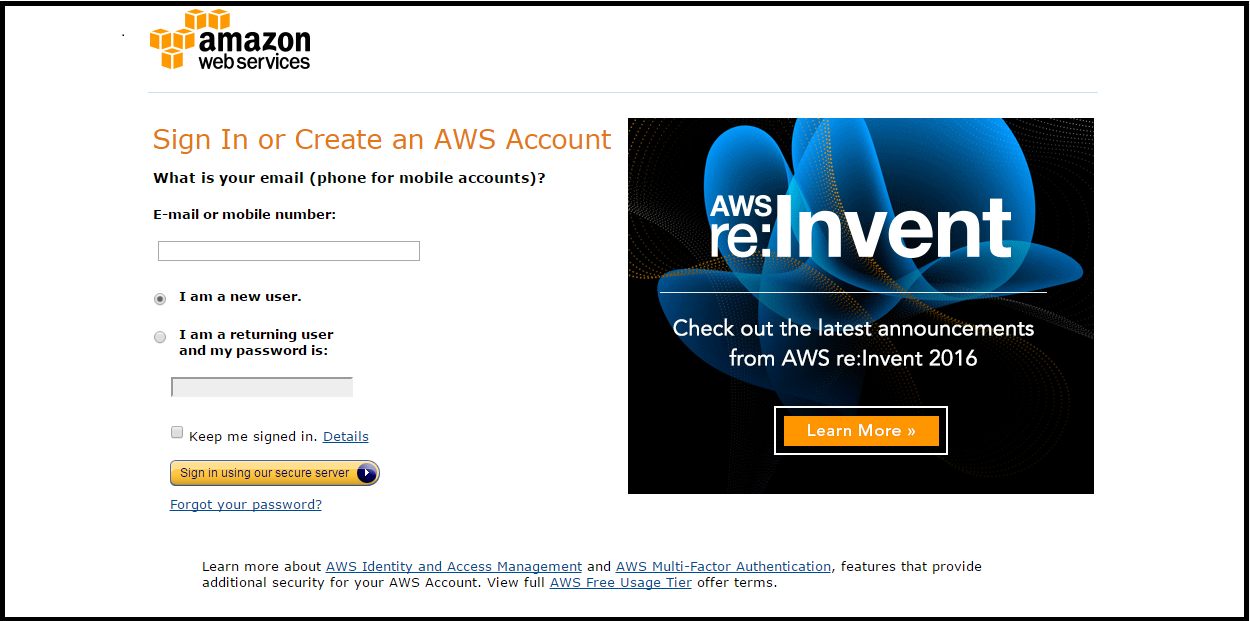 amazon
web services
Sign In or Create an AWS Account
What is your email (phone for mobile accounts)?
E-mail or mobile number:
I am a new user.
I am a returning user
and my password is:
Keep me signed in. Details
Sign in using our secure server
Forgot your password?
AWS
re:Invent
Check out the latest announcements
from AWS re:Invent 2016
Learn More »
Learn more about AWS Identity and Access Management and AWS Multi-Factor Authentication, features that provide
additional security for your AWS Account. View full AWS Free Usage Tier offer terms.